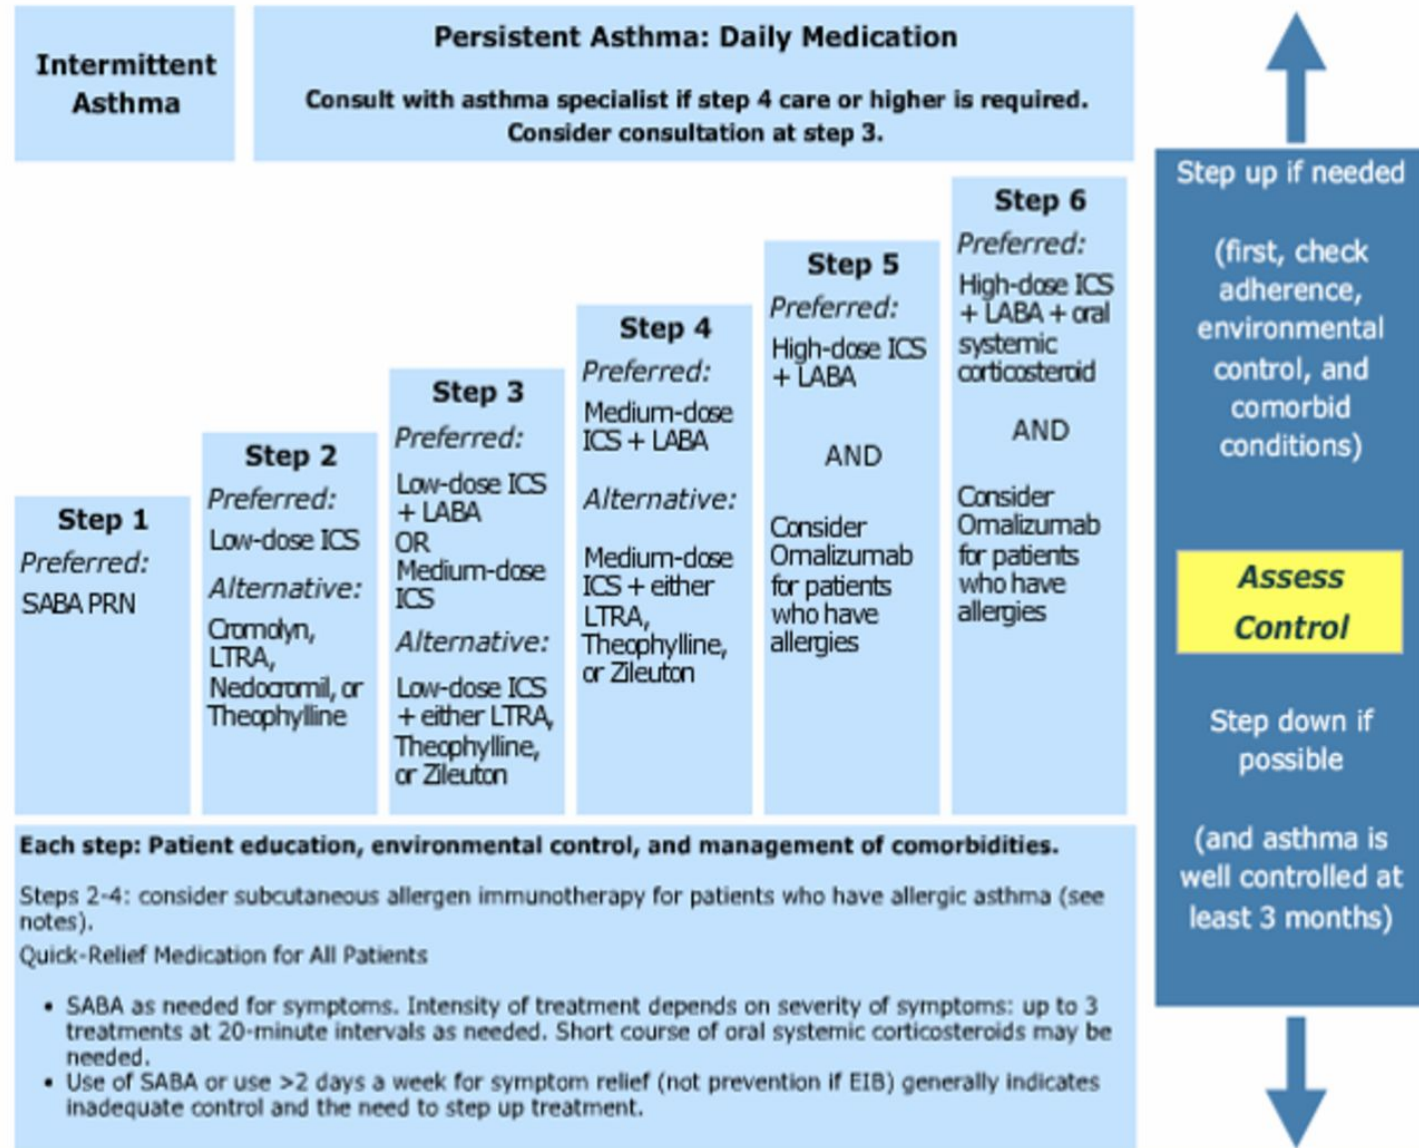 Intermittent
Asthma
Persistent Asthma: Daily Medication
Consult with asthma specialist if step 4 care or higher is required.
Consider consultation at step 3.
Step 1
Preferred:
SABA PRN
Step 2
Preferred:
Low-dose ICS
Alternative:
Cromolyn,
LTRA,
Nedocromil, or
Theophylline
Step 3
Preferred:
Low-dose ICS
+ LABA
OR
Medium-dose
ICS
Alternative:
Low-dose ICS
+ either LTRA,
Theophylline,
or Zileuton
Step 4
Preferred:
Medium-dose
ICS + LABA
Alternative:
Medium-dose
ICS + either
LTRA,
Theophylline,
or Zileuton
Step 5
Preferred:
High-dose ICS
+ LABA
AND
Consider
Omalizumab
for patients
who have
allergies
Step 6
Preferred:
High-dose ICS
+ LABA + oral
systemic
corticosteroid
AND
Consider
Omalizumab
for patients
who have
allergies
Each step: Patient education, environmental control, and management of comorbidities.
Steps 2-4: consider subcutaneous allergen immunotherapy for patients who have allergic asthma (see
notes).
Quick-Relief Medication for All Patients
• SABA as needed for symptoms. Intensity of treatment depends on severity of symptoms: up to 3
treatments at 20-minute intervals as needed. Short course of oral systemic corticosteroids may be
needed.
• Use of SABA or use >2 days a week for symptom relief (not prevention if EIB) generally indicates
inadequate control and the need to step up treatment.
Step up if needed
(first, check
adherence,
environmental
control, and
comorbid
conditions)
Assess
Control
Step down if
possible
(and asthma is
well controlled at
least 3 months)